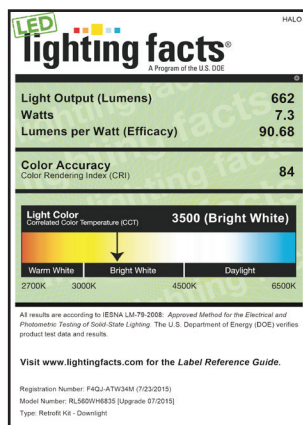 HALO
LED
lighting facts®
A Program of the U.S. DOE
Light Output (Lumens) 662
Watts 7.3
Lumens per Watt (Efficacy) 90.68
Color Accuracy
Color Rendering Index (CRI) 84
Light Color
Correlated Color Temperature (CCT) 3500 (Bright White)
Warm White Bright White Daylight
2700K 3000K 4500K 6500K
All results are according to IESNA LM-79-2008: Approved Method for the Electrical and
Photometric Testing of Solid-State Lighting. The U.S. Department of Energy (DOE) verifies
product test data and results.
Visit www.lightingfacts.com for the Label Reference Guide.
Registration Number: F4QJ-ATW34M (7/23/2015)
Model Number: RL560WH6835 [Upgrade 07/2015]
Type: Retrofit Kit - Downlight